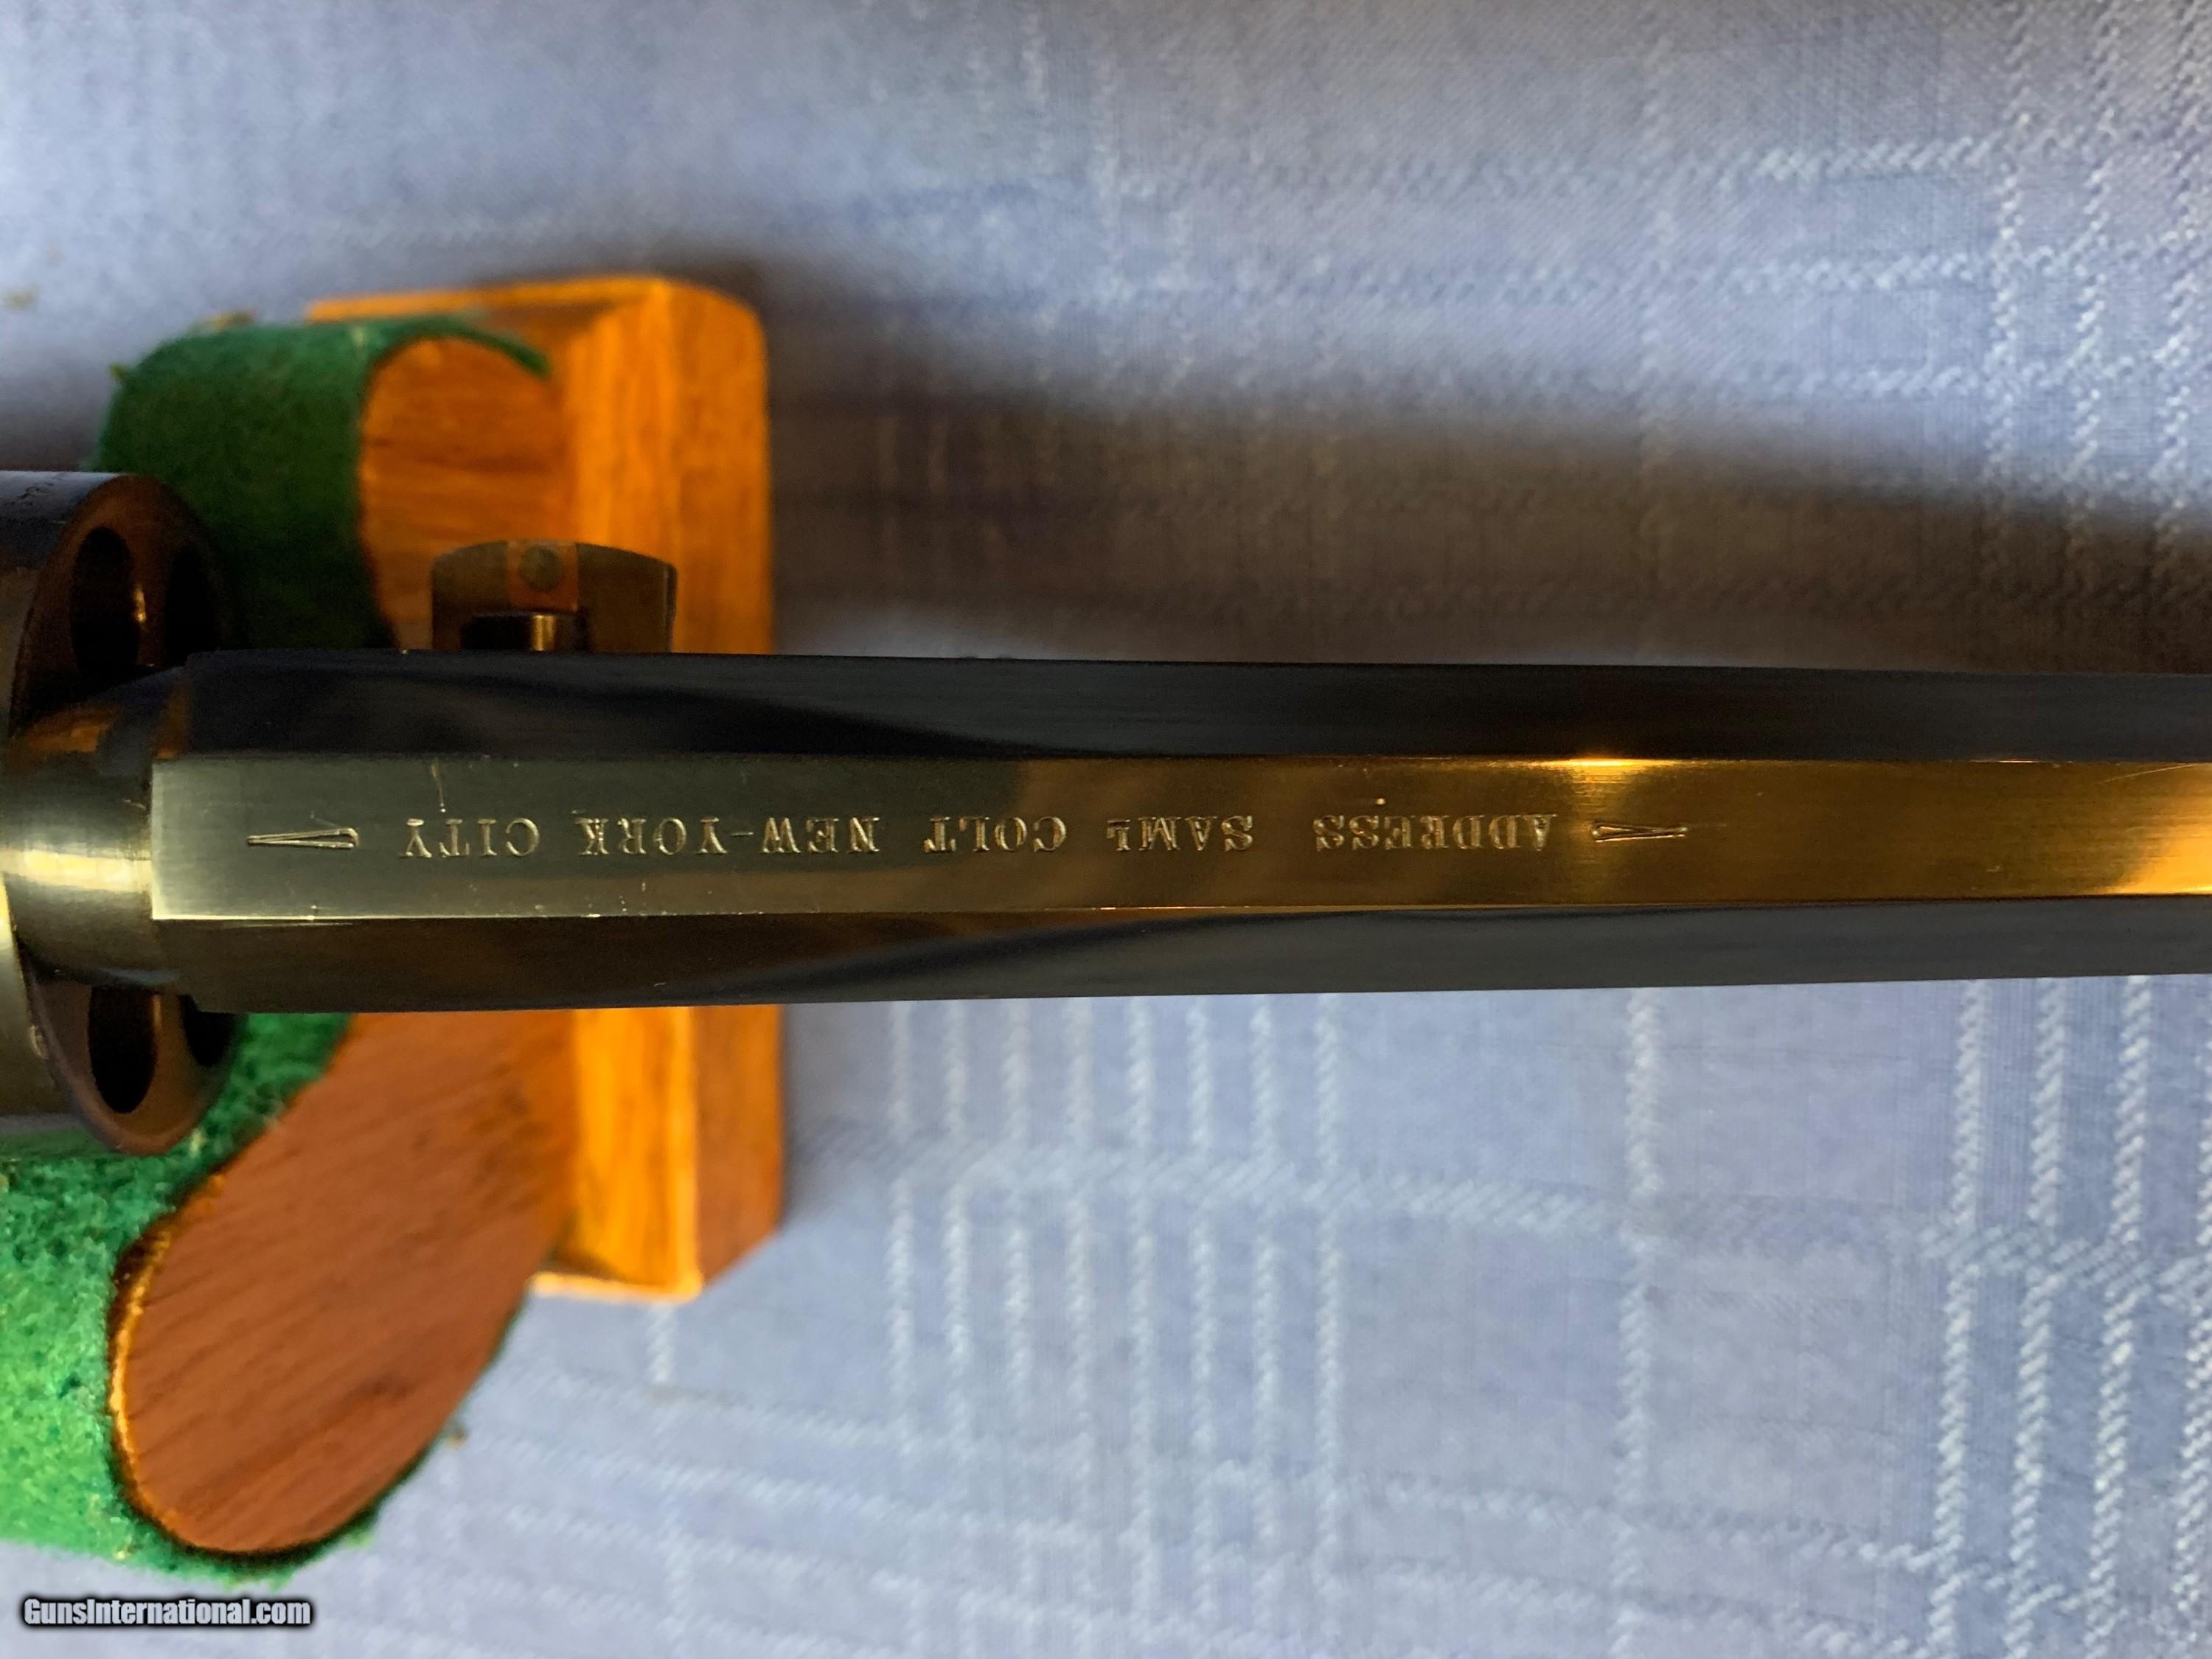 ADDRESS SAML COLT NEW-YORK CITY
GunsInternational.com